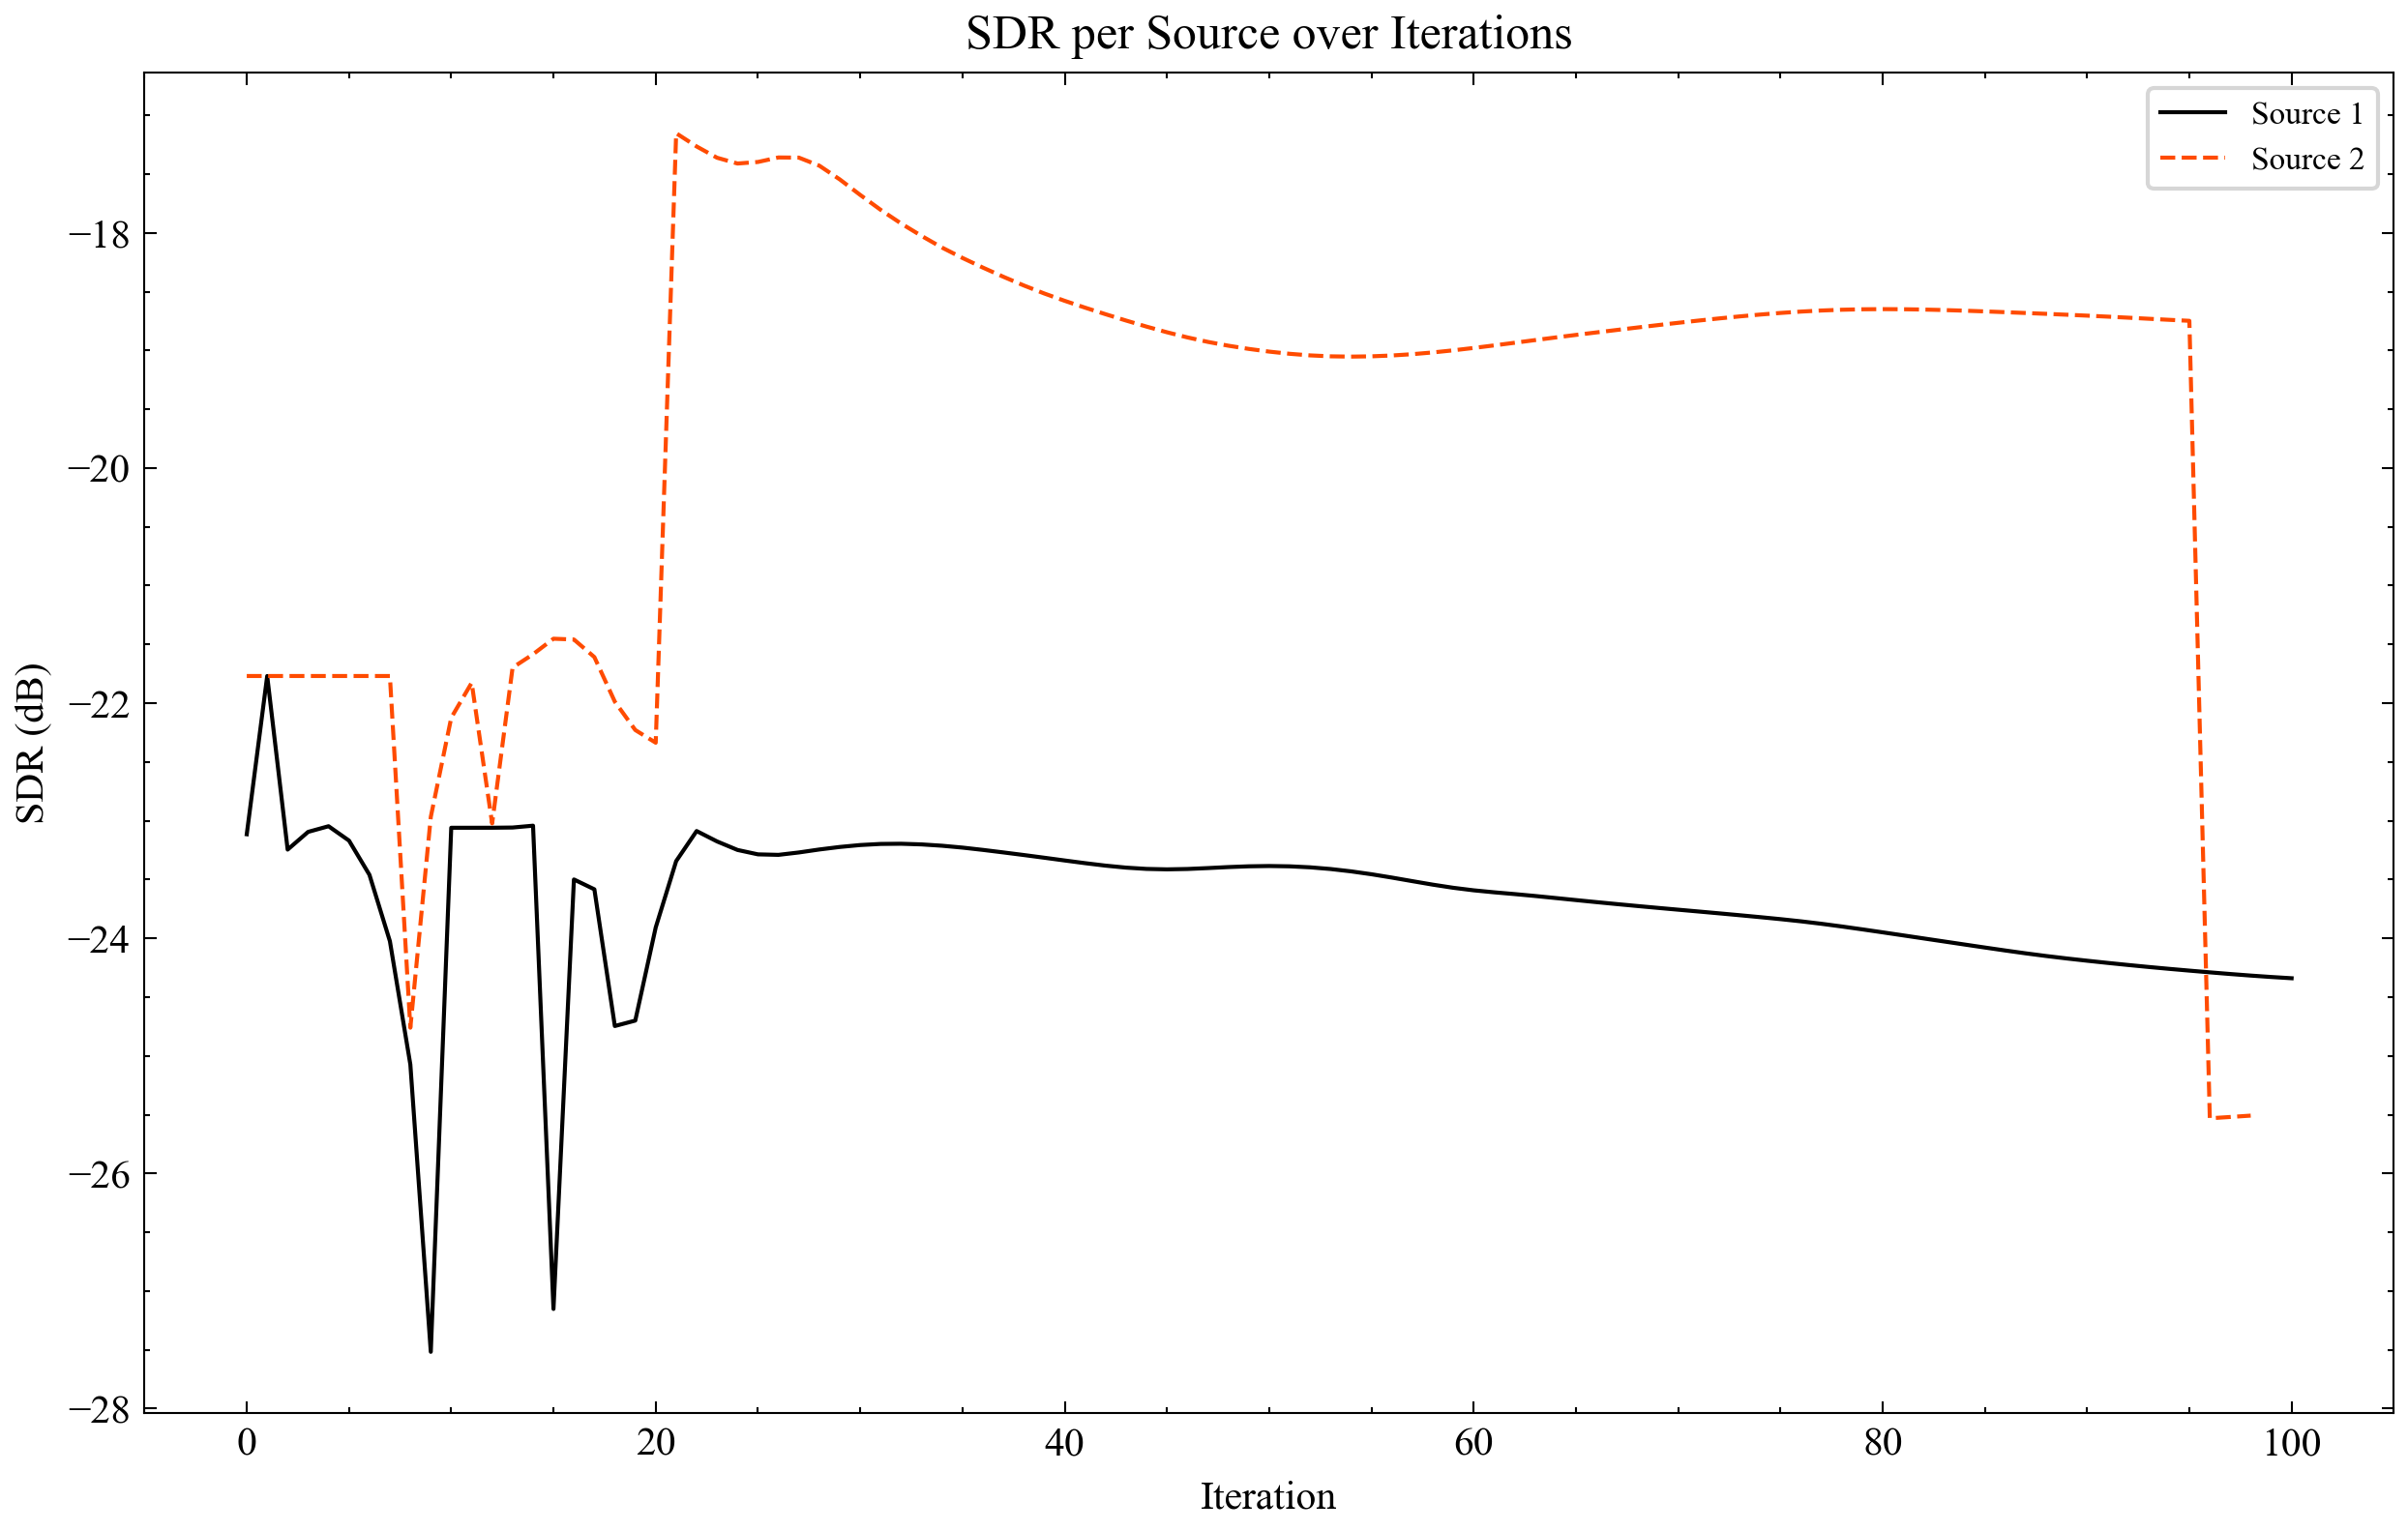 SDR per Source over Iterations
Source 1
Source 2
−18
−20
−22
−24
−26
−28
SDR (dB)
0 20 40 60 80 100
Iteration